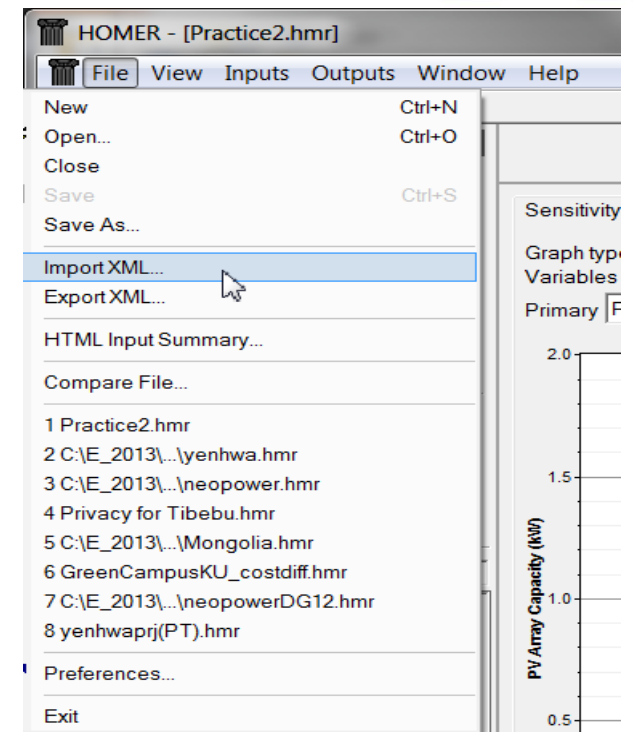 HOMER - [Practice2.hmr]
File View Inputs Outputs Window Help
New Ctrl+N
Open... Ctrl+O
Close
Save Ctrl+S
Save As...
Import XML...
Export XML...
HTML Input Summary...
Compare File...
1 Practice2.hmr
2 C:\E_2013\...\yenhwa.hmr
3 C:\E_2013\...\neopower.hmr
4 Privacy for Tibebu.hmr
5 C:\E_2013\...\Mongolia.hmr
6 GreenCampusKU_costdiff.hmr
7 C:\E_2013\...\neopowerDG12.hmr
8 yenhwaprj(PT).hmr
Preferences...
Exit
Sensitivity
Graph type
Variables
Primary
2.0
1.5
1.0
0.5
PV Array Capacity (kW)